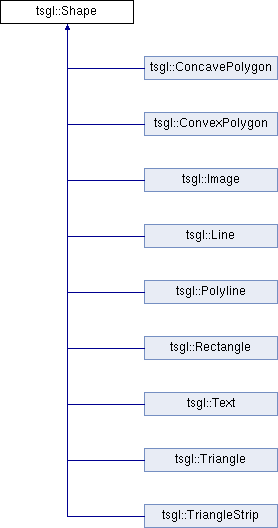 tsgl::Shape
tsgl::ConcavePolygon
tsgl::ConvexPolygon
tsgl::Image
tsgl::Line
tsgl::Polyline
tsgl::Rectangle
tsgl::Text
tsgl::Triangle
tsgl::TriangleStrip